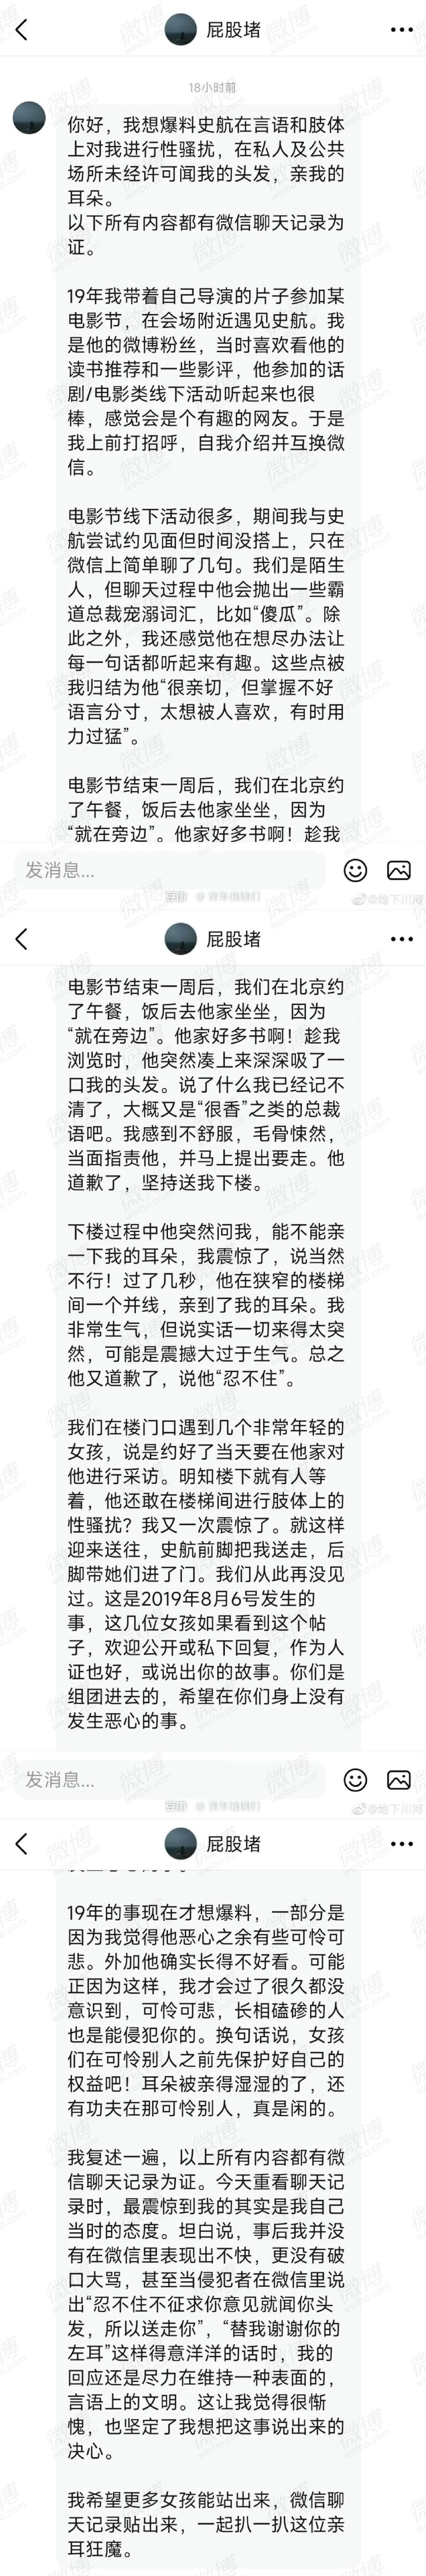 屁股堵
18小时前
你好，我想爆料史航在言语和肢体
上对我进行性骚扰，在私人及公共
场所未经许可闻我的头发，亲我的
耳朵。
以下所有内容都有微信聊天记录为
证。
19年我带着自己导演的片子参加某
电影节，在会场附近遇见史航。我
是他的微博粉丝，当时喜欢看他的
读书推荐和一些影评，他参加的话
剧/电影类线下活动听起来也很
棒，感觉会是个有趣的网友。于是
我上前打招呼，自我介绍并互换微
信。
电影节线下活动很多，期间我与史
航尝试约见面但时间没搭上，只在
微信上简单聊了几句。我们是陌生
人，但聊天过程中他会抛出一些霸
道总裁宠溺词汇，比如“傻瓜”。除
此之外，我还感觉他在想尽办法让
每一句话都听起来有趣。这些点被
我归结为他“很亲切，但掌握不好
语言分寸，太想被人喜欢，有时用
力过猛”。
电影节结束一周后，我们在北京约
了午餐，饭后去他家坐坐，因为
“就在旁边”。他家好多书啊！趁我
发消息...
@地下川河
屁股堵
电影节结束一周后，我们在北京约
了午餐，饭后去他家坐坐，因为
“就在旁边”。他家好多书啊！趁我
浏览时，他突然凑上来深深吸了一
口我的头发。说了什么我已经记不
清了，大概又是“很香”之类的总裁
语吧。我感到不舒服，毛骨悚然，
当面指责他，并马上提出要走。他
道歉了，坚持送我下楼。
下楼过程中他突然问我，能不能亲
一下我的耳朵，我震惊了，说当然
不行！过了几秒，他在狭窄的楼梯
间一个并线，亲到了我的耳朵。我
非常生气，但说实话一切来得太突
然，可能是震撼大过于生气。总之
他又道歉了，说他“忍不住”。
我们在楼门口遇到几个非常年轻的
女孩，说是约好了当天要在他家对
他进行采访。明知楼下就有人等
着，他还敢在楼梯间进行肢体上的
性骚扰？我又一次震惊了。就这样
迎来送往，史航前脚把我送走，后
脚带她们进了门。我们从此再没见
过。这是2019年8月6号发生的
事，这几位女孩如果看到这个帖
子，欢迎公开或私下回复，作为人
证也好，或说出你的故事。你们是
组团进去的，希望在你们身上没有
发生恶心的事。
发消息...
@地下川河
屁股堵
19年的事现在才想爆料，一部分是
因为我觉得他恶心之余有些可怜可
悲。外加他确实长得不好看。可能
正因为这样，我才会过了很久都没
意识到，可怜可悲，长相磕碜的人
也是能侵犯你的。换句话说，女孩
们在可怜别人之前先保护好自己的
权益吧！耳朵被亲得湿湿的了，还
有功夫在那可怜别人，真是闲的。
我复述一遍，以上所有内容都有微
信聊天记录为证。今天重看聊天记
录时，最震惊到我的其实是我自己
当时的态度。坦白说，事后我并没
有在微信里表现出不快，更没有破
口大骂，甚至当侵犯者在微信里说
出“忍不住不征求你意见就闻你头
发，所以送走你”，“替我谢谢你的
左耳”这样得意洋洋的话时，我的
回应还是尽力在维持一种表面的，
言语上的文明。这让我觉得很惭
愧，也坚定了我想把这事说出来的
决心。
我希望更多女孩能站出来，微信聊
天记录贴出来，一起扒一扒这位亲
耳狂魔。